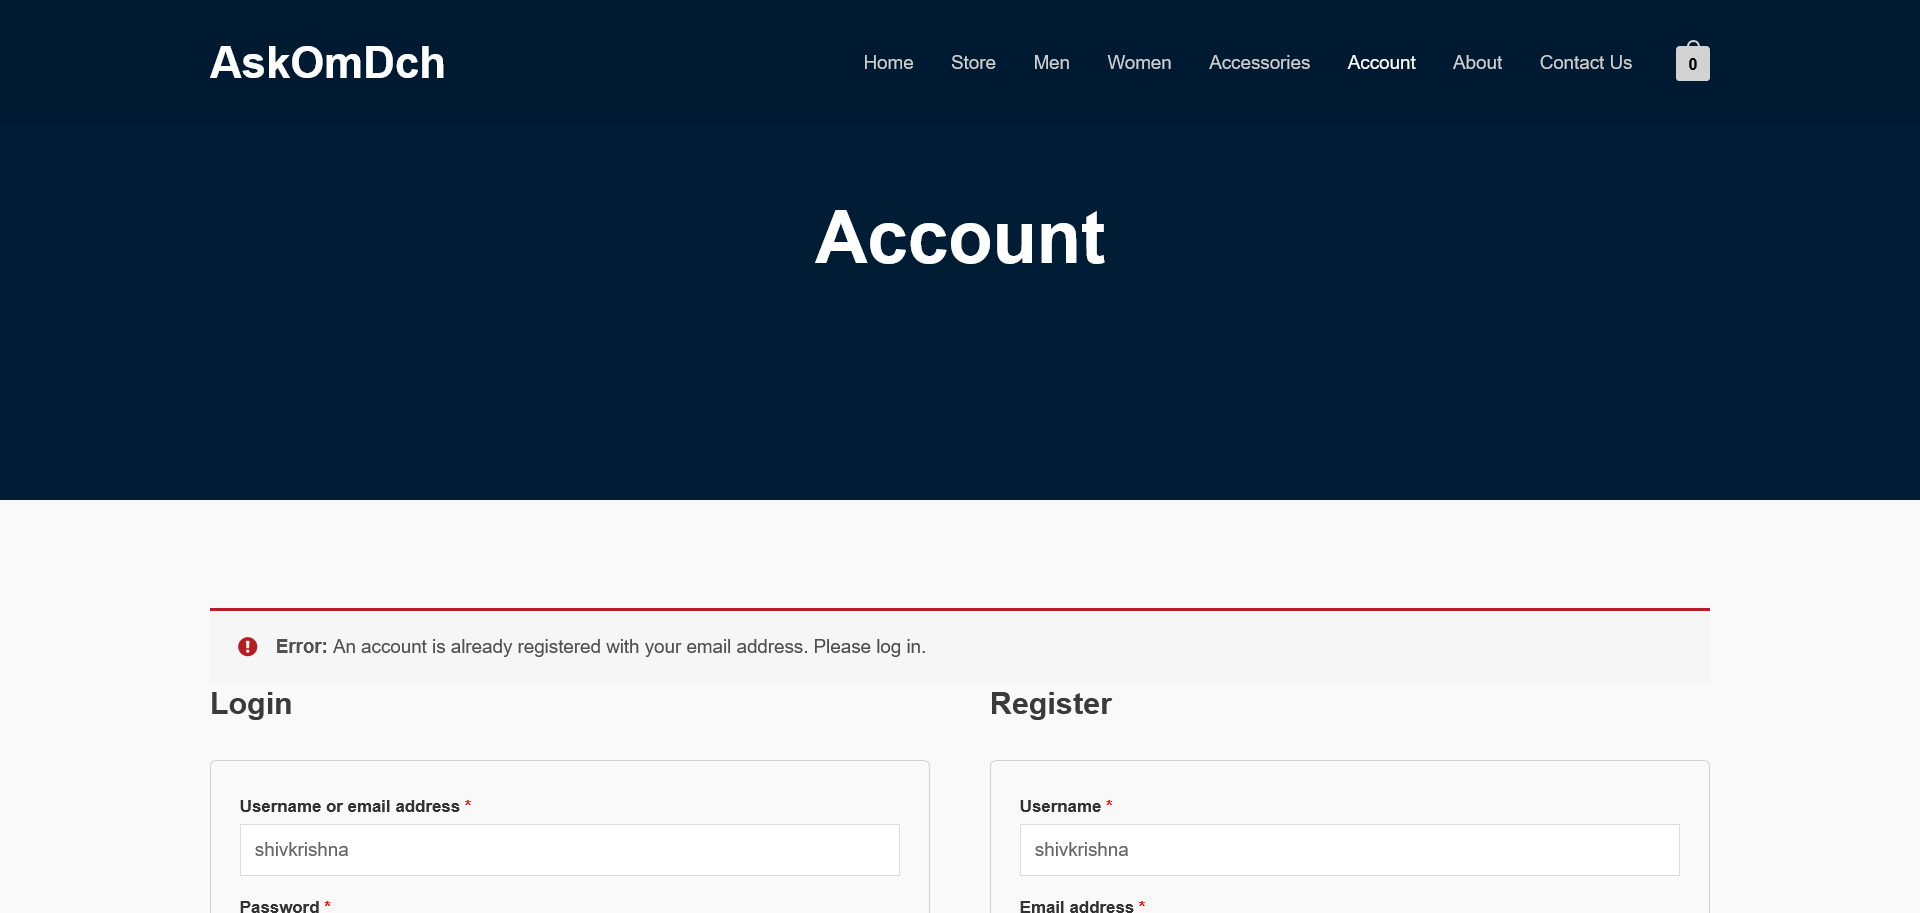 AskOmDch
Home Store Men Women Accessories Account About Contact Us 0
Account
Error: An account is already registered with your email address. Please log in.
Login
Register
Username or email address *
shivkrishna
Username *
shivkrishna
Password *
Email address *